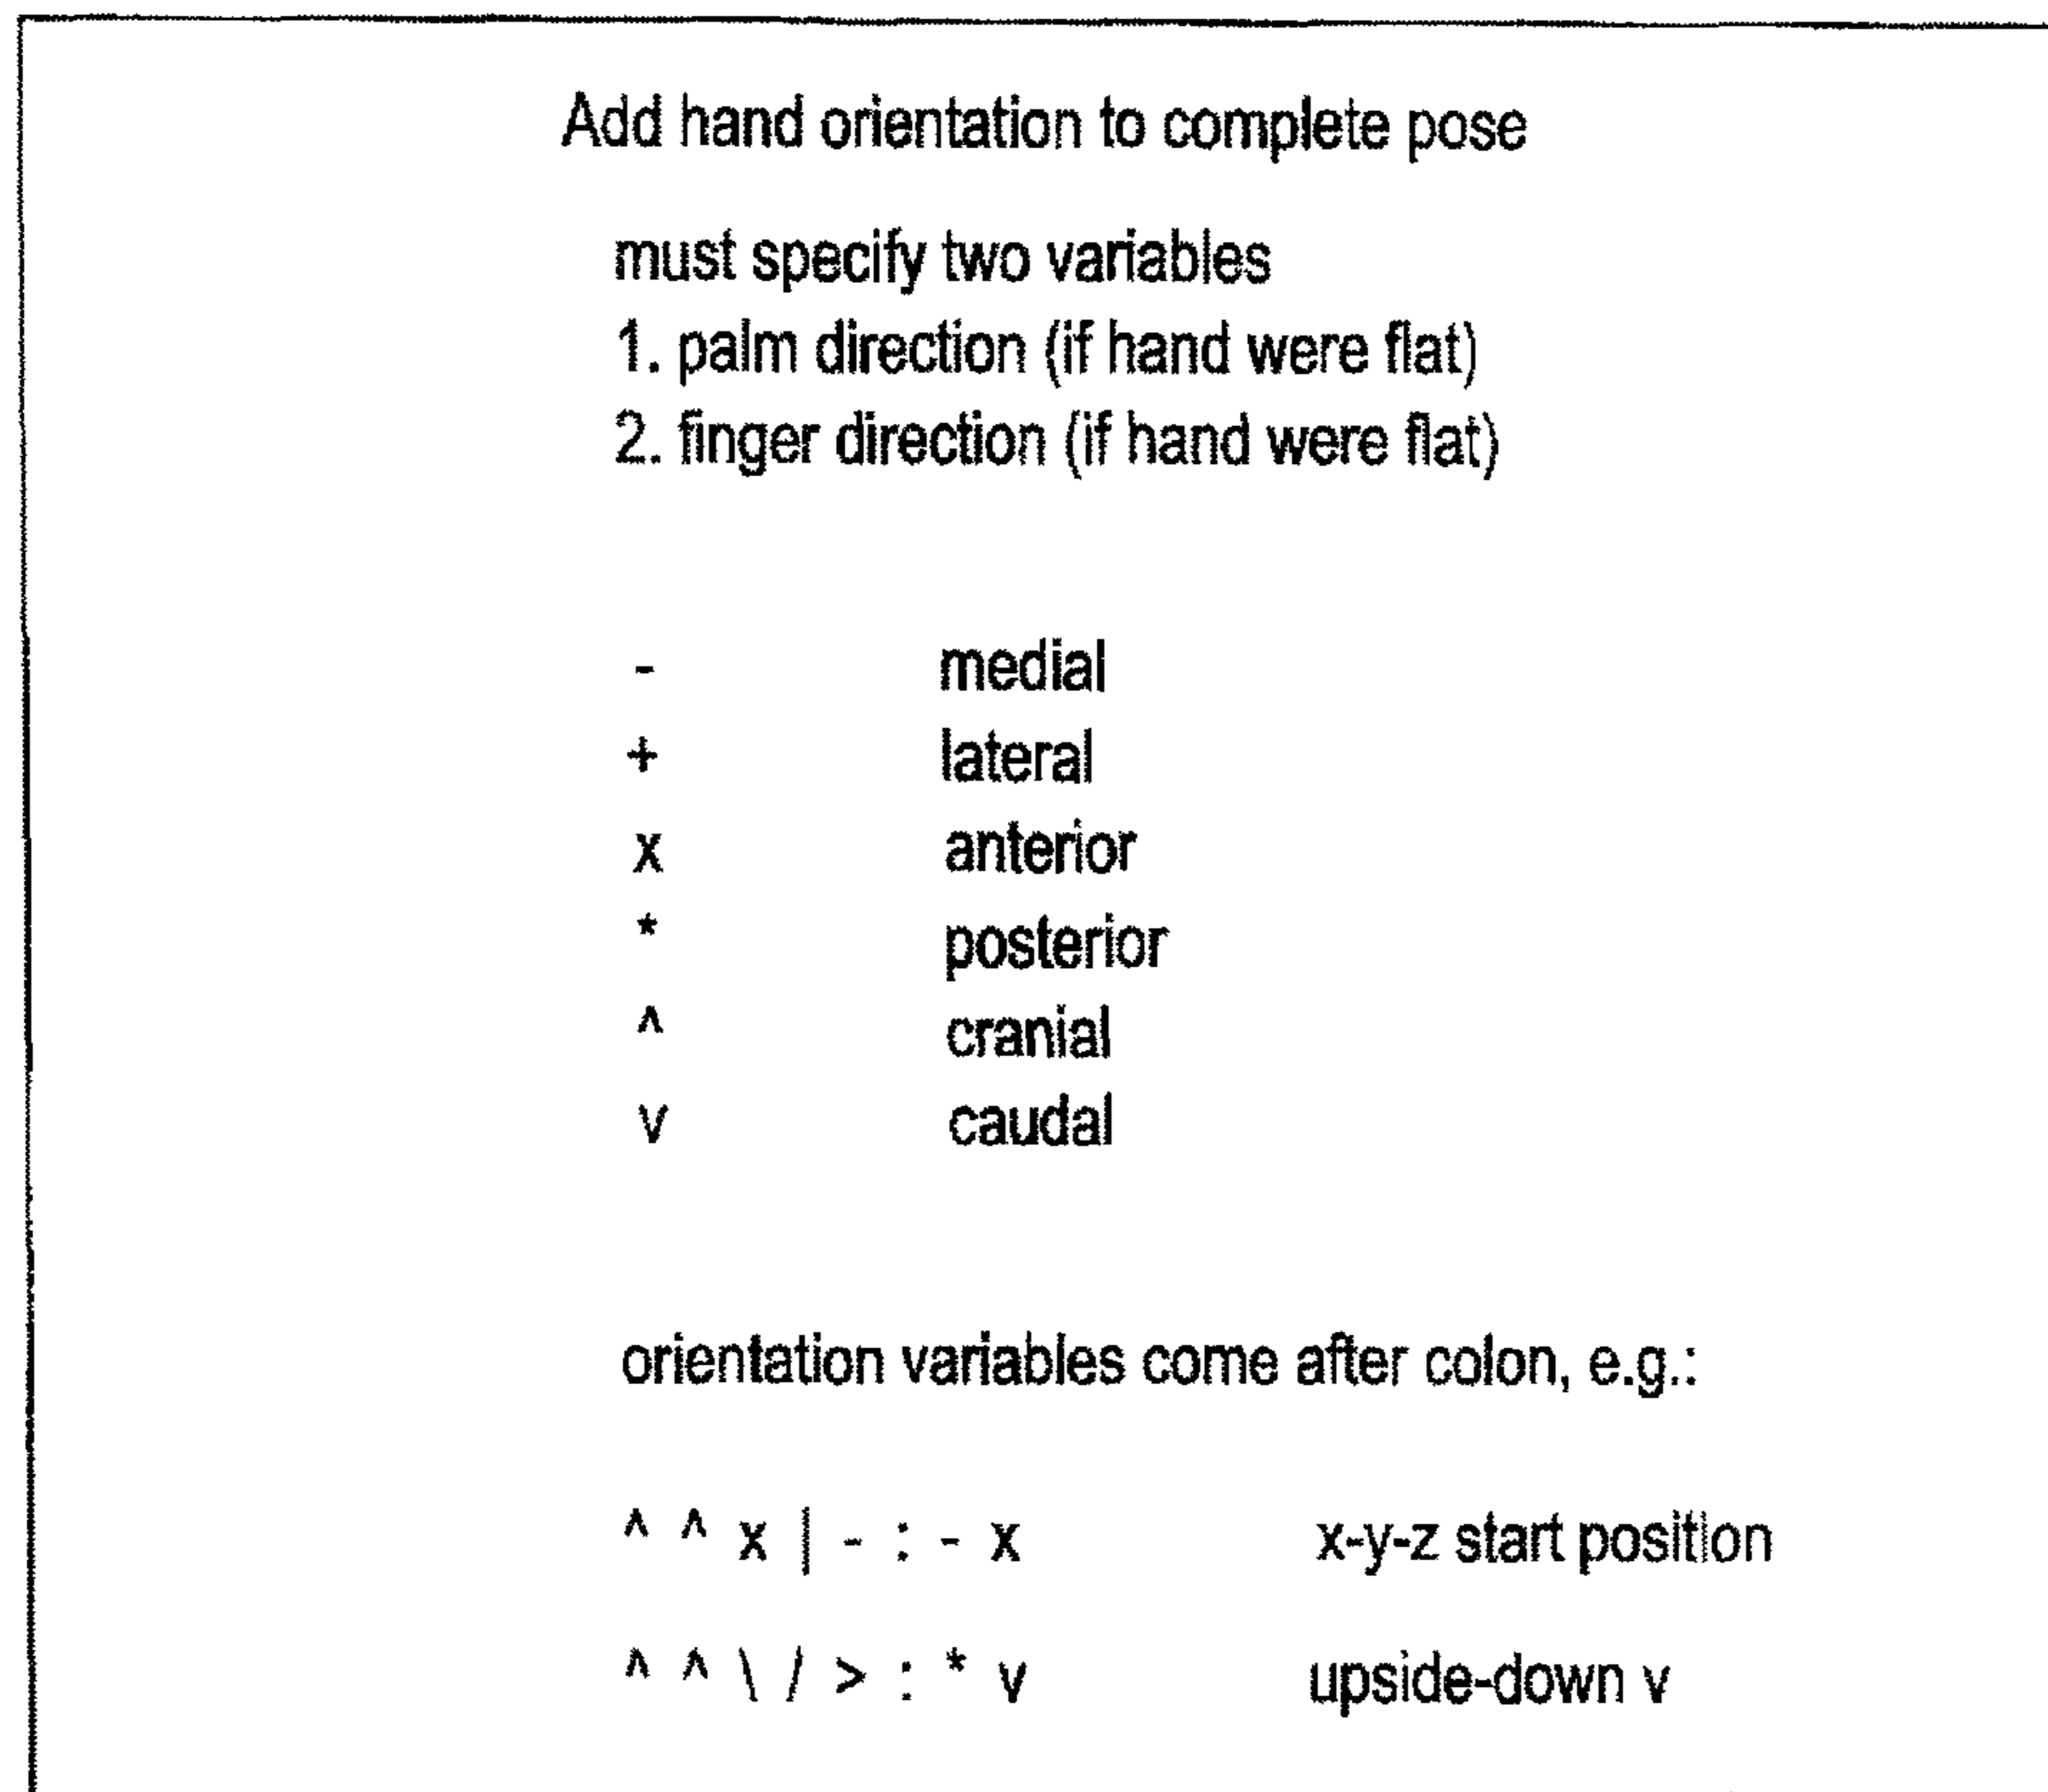 Add hand orientation to complete pose
must specify two variables
1. palm direction (if hand were flat)
2. finger direction (if hand were flat)
- medial
+ lateral
x anterior
* posterior
^ cranial
v caudal
orientation variables come after colon, e.g.:
^ ^ x | - : - x x-y-z start position
^ ^ \ / > : * v upside-down v